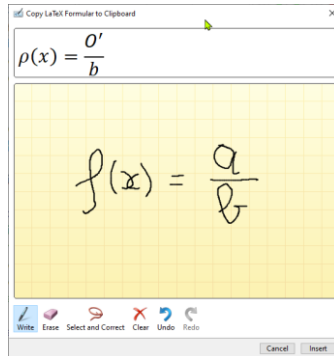 Copy LaTeX Formular to Clipboard
ρ(x) = O′/b
f(x) = a/b
Write Erase Select and Correct Clear Undo Redo
Cancel Insert